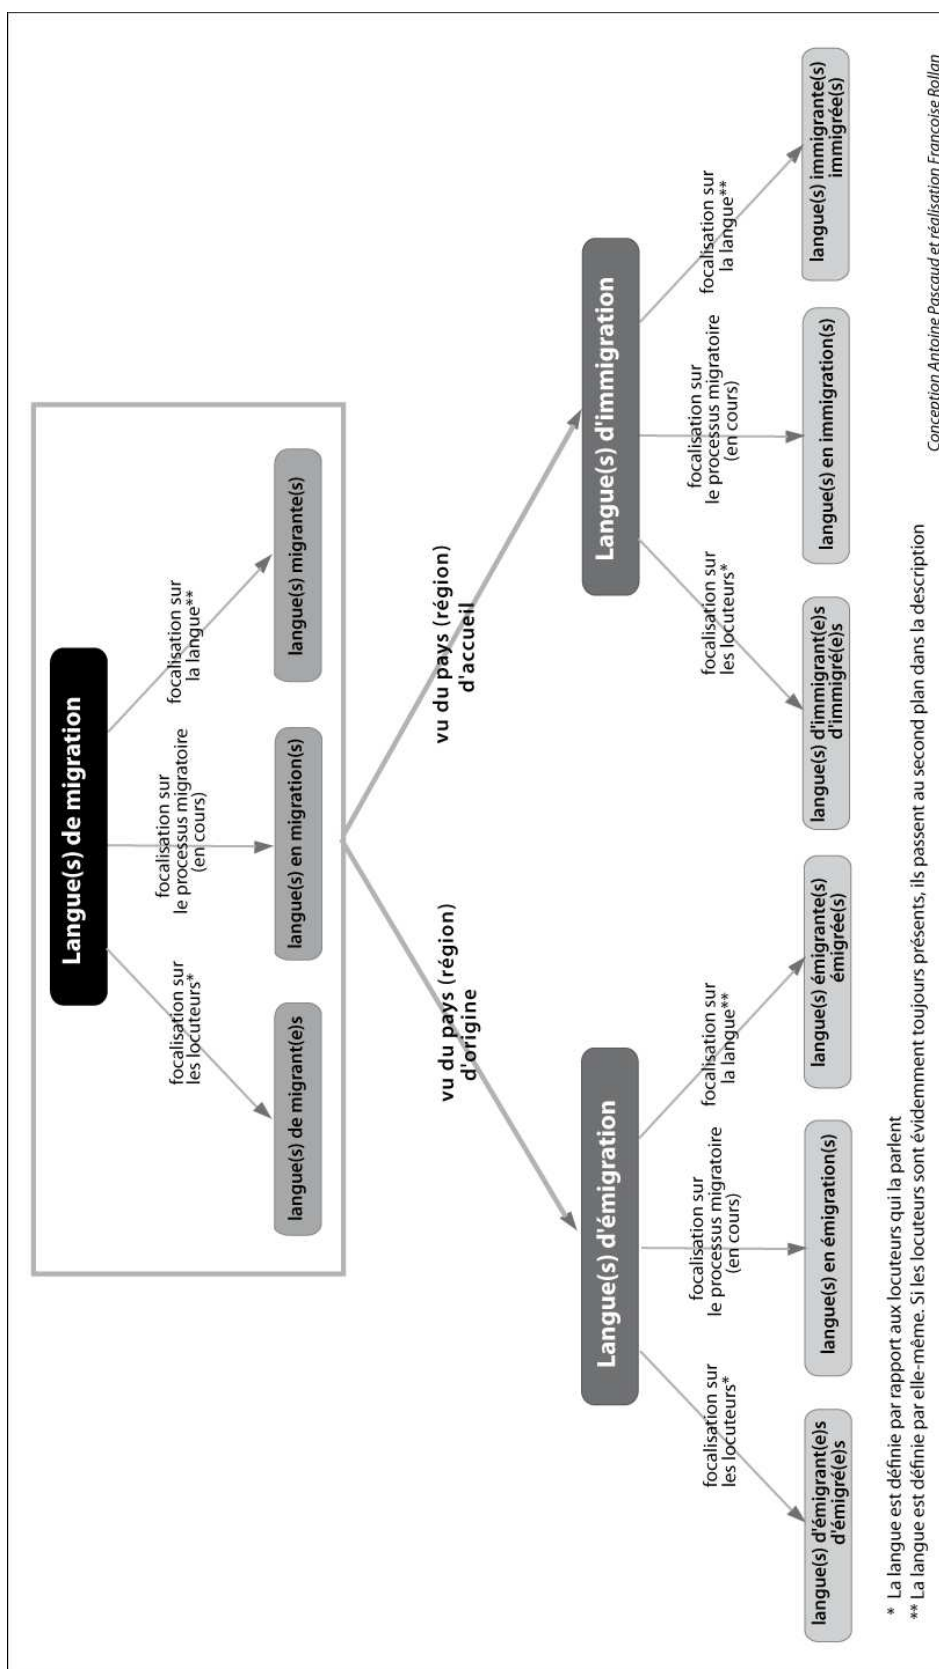 Langue(s) de migration
focalisation sur
les locuteurs*
focalisation sur
le processus migratoire
(en cours)
focalisation sur
la langue**
langue(s) de migrant(e)s
langue(s) en migration(s)
langue(s) migrante(s)
vu du pays (région)
d'origine
vu du pays (région)
d'accueil
Langue(s) d'émigration
Langue(s) d'immigration
focalisation sur
les locuteurs*
focalisation sur
le processus migratoire
(en cours)
focalisation sur
la langue**
focalisation sur
les locuteurs*
focalisation sur
le processus migratoire
(en cours)
focalisation sur
la langue**
langue(s) d'émigrant(e)s
d'émigré(e)s
langue(s) en émigration(s)
langue(s) émigrante(s)
émigrée(s)
langue(s) d'immigrant(e)s
d'immigré(e)s
langue(s) en immigration(s)
langue(s) immigrante(s)
immigrée(s)
* La langue est définie par rapport aux locuteurs qui la parlent
** La langue est définie par elle-même. Si les locuteurs sont évidemment toujours présents, ils passent au second plan dans la description
Conception Antoine Pascaud et réalisation Françoise Rollan